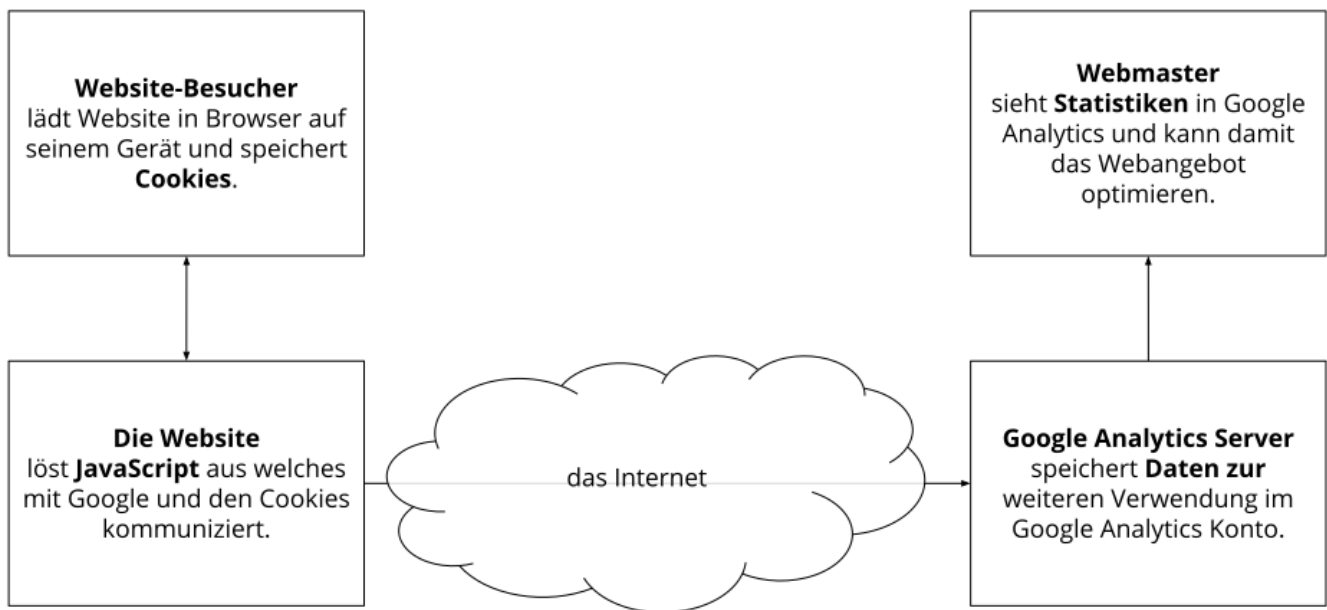 Website-Besucher
lädt Website in Browser auf
seinem Gerät und speichert
Cookies.
Webmaster
sieht Statistiken in Google
Analytics und kann damit
das Webangebot
optimieren.
Die Website
löst JavaScript aus welches
mit Google und den Cookies
kommuniziert.
das Internet
Google Analytics Server
speichert Daten zur
weiteren Verwendung im
Google Analytics Konto.